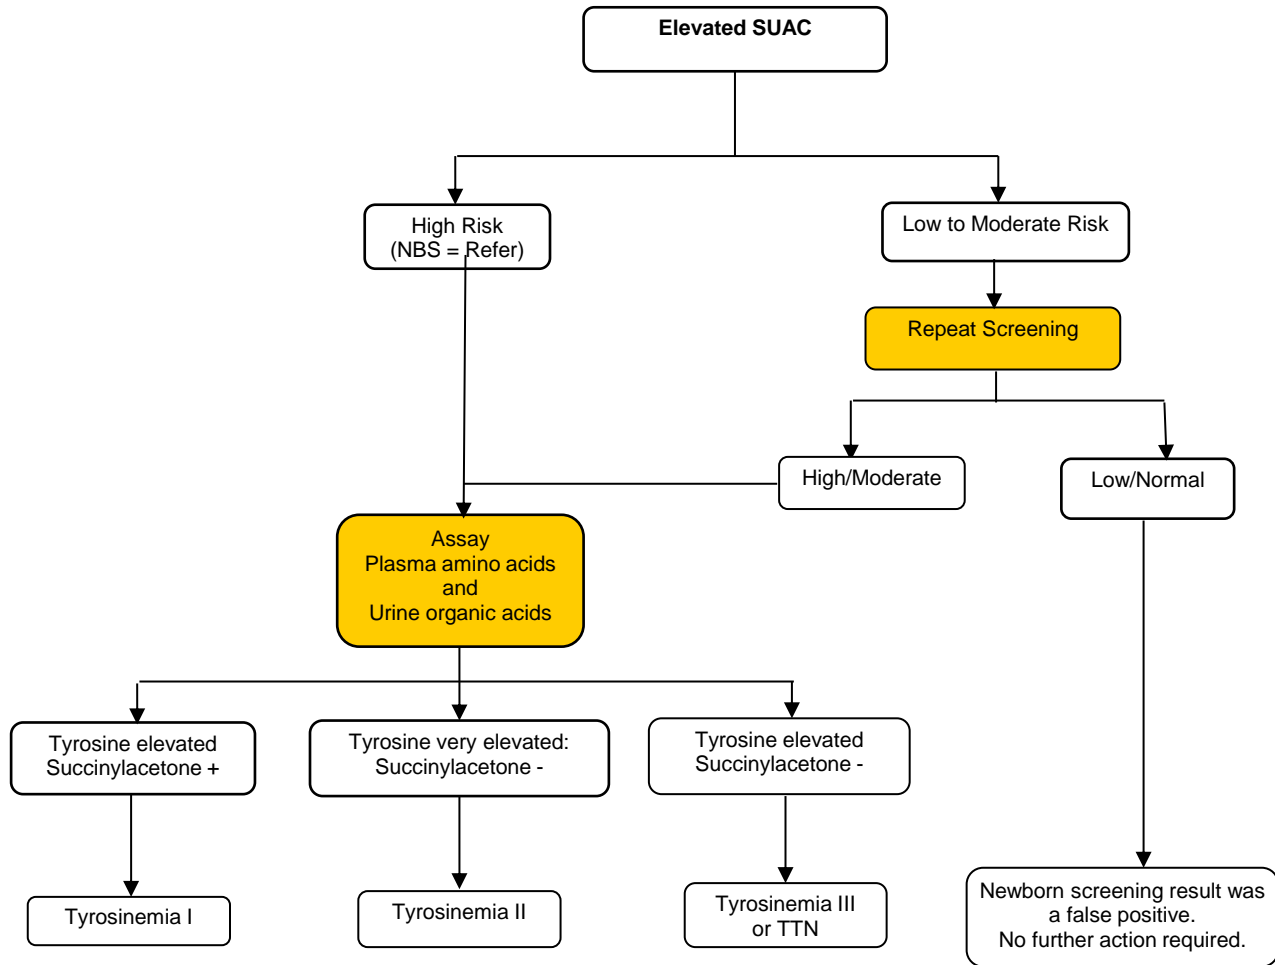 Elevated SUAC
High Risk
(NBS = Refer)
Low to Moderate Risk
Repeat Screening
High/Moderate
Low/Normal
Assay
Plasma amino acids
and
Urine organic acids
Tyrosine elevated
Succinylacetone +
Tyrosine very elevated:
Succinylacetone -
Tyrosine elevated
Succinylacetone -
Tyrosinemia I
Tyrosinemia II
Tyrosinemia III
or TTN
Newborn screening result was
a false positive.
No further action required.